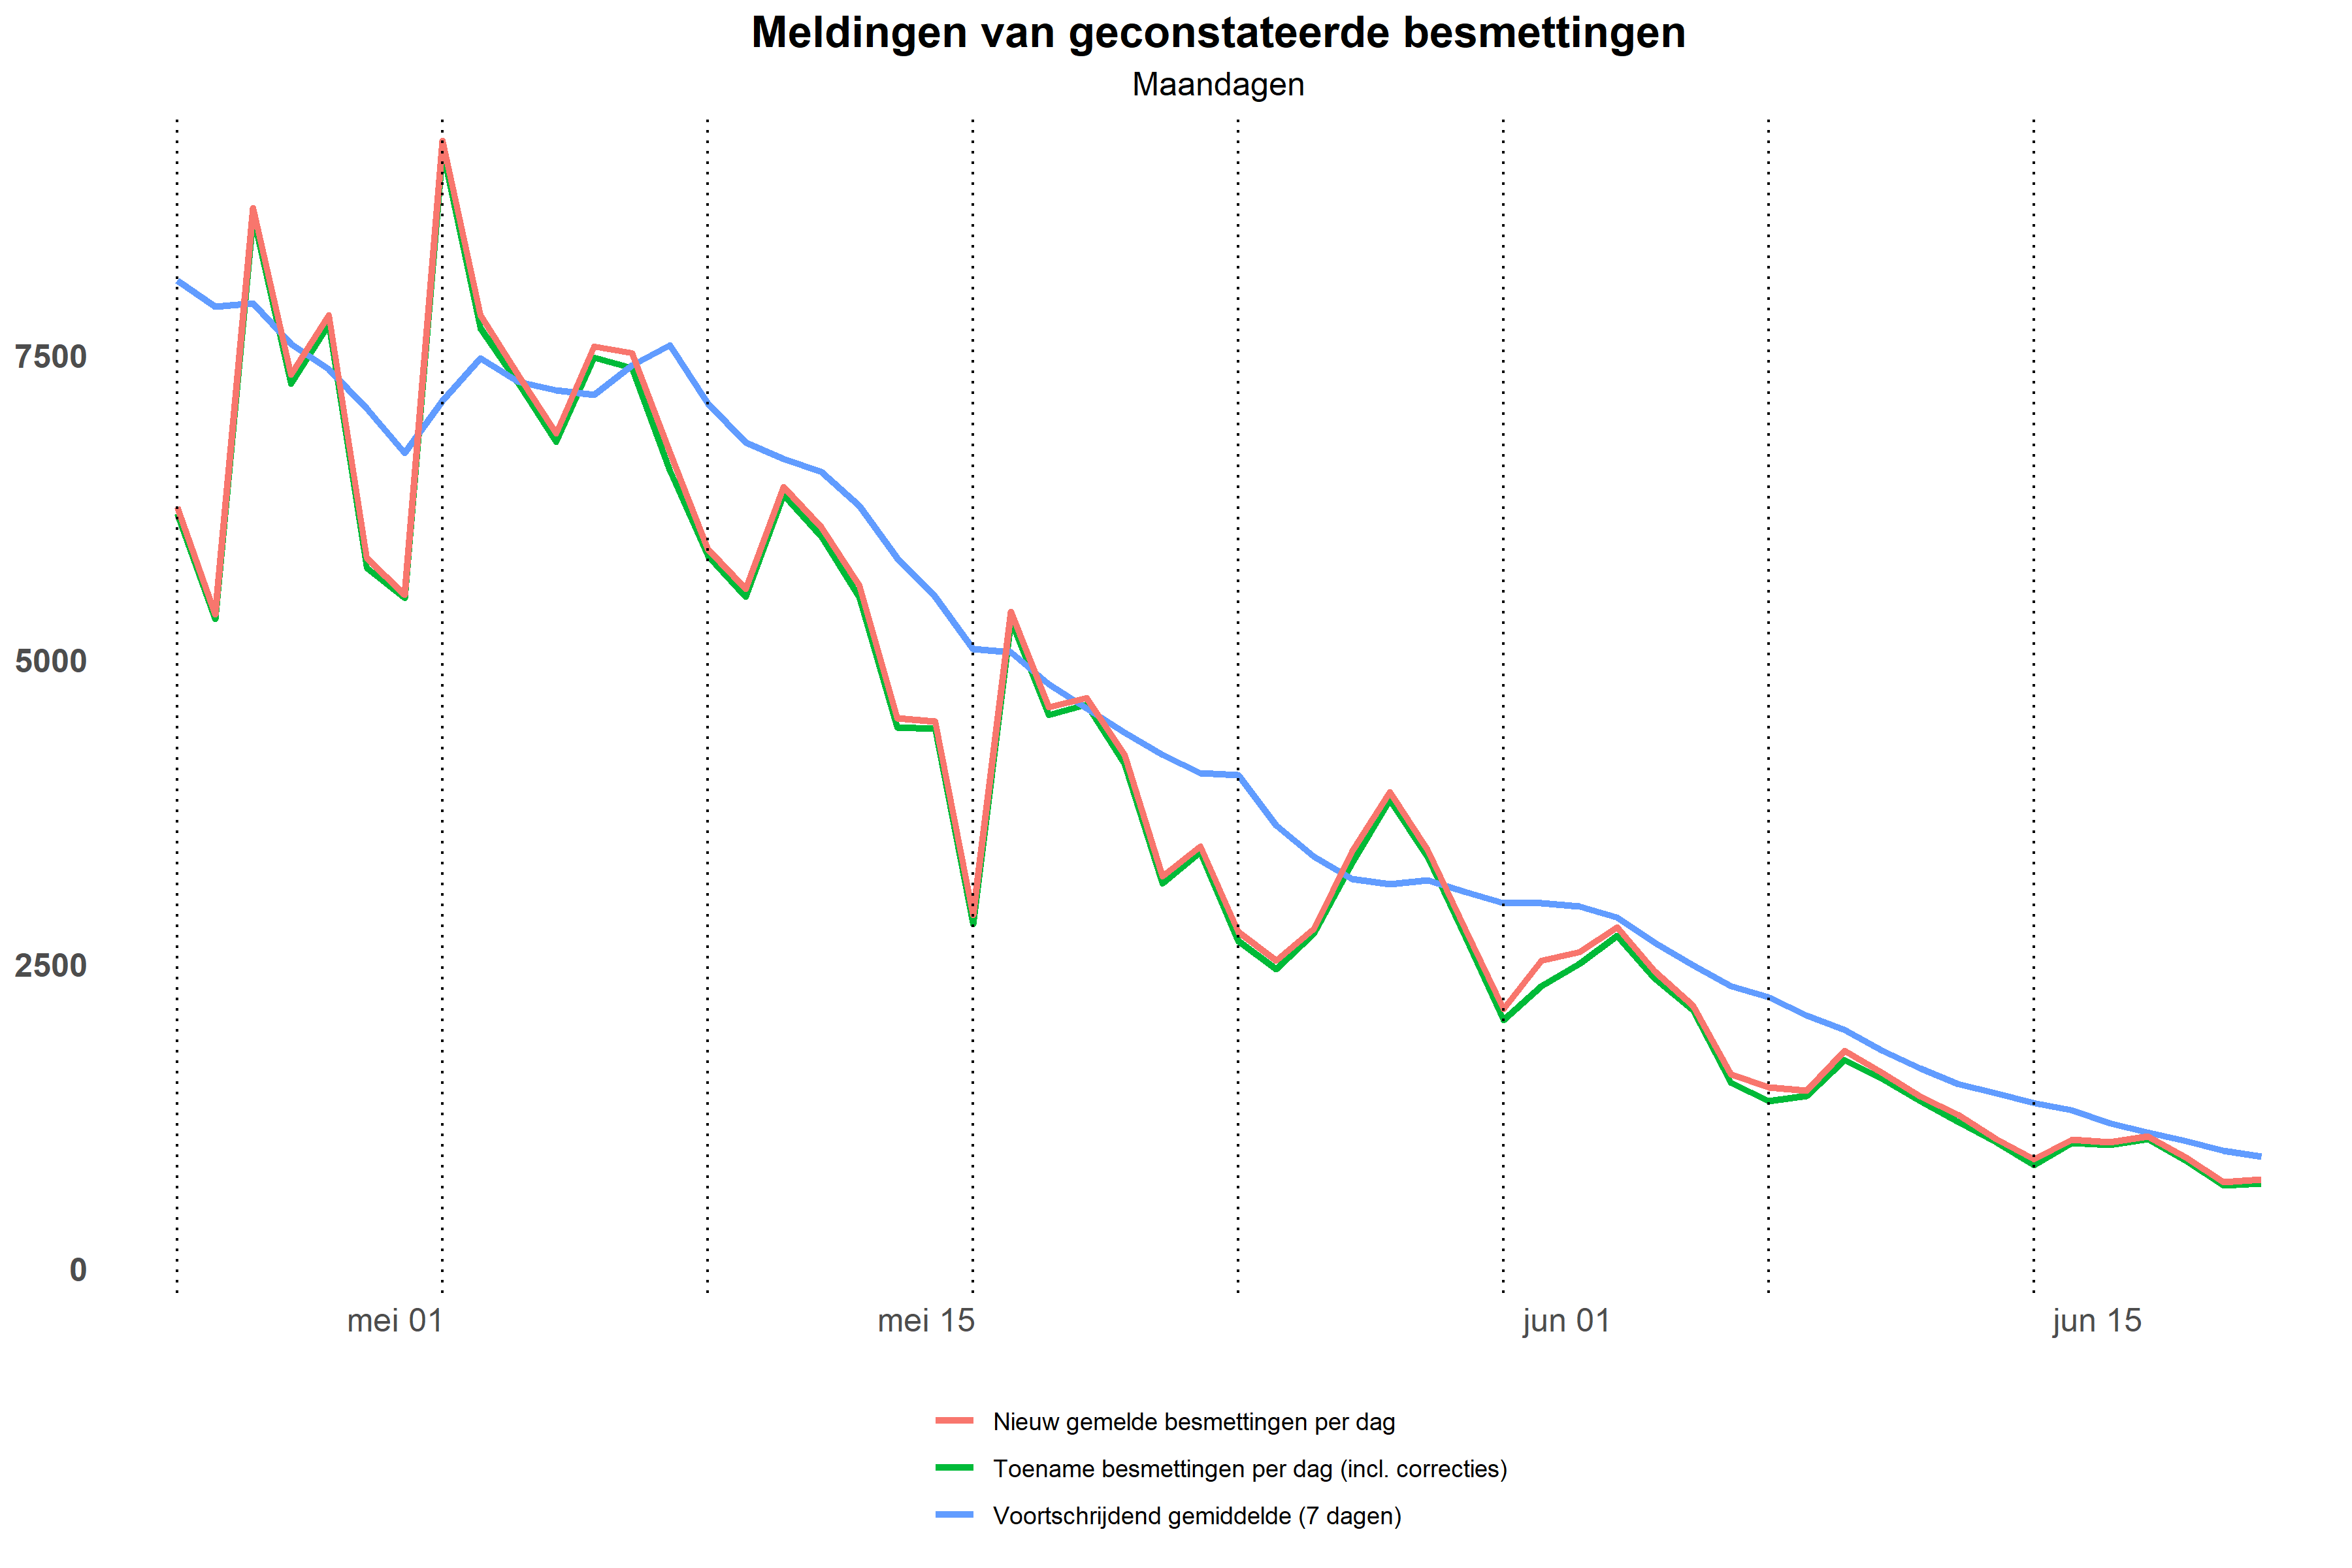 Meldingen van geconstateerde besmettingen
Maandagen
7500
5000
2500
0
mei 01
mei 15
jun 01
jun 15
Nieuw gemelde besmettingen per dag
Toename besmettingen per dag (incl. correcties)
Voortschrijdend gemiddelde (7 dagen)